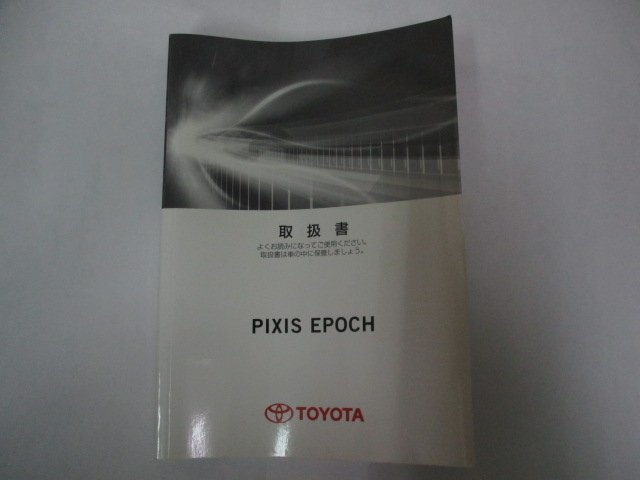 取扱書
よくお読みになってご使用ください。
取扱書は車の中に保管しましょう。
PIXIS EPOCH
TOYOTA